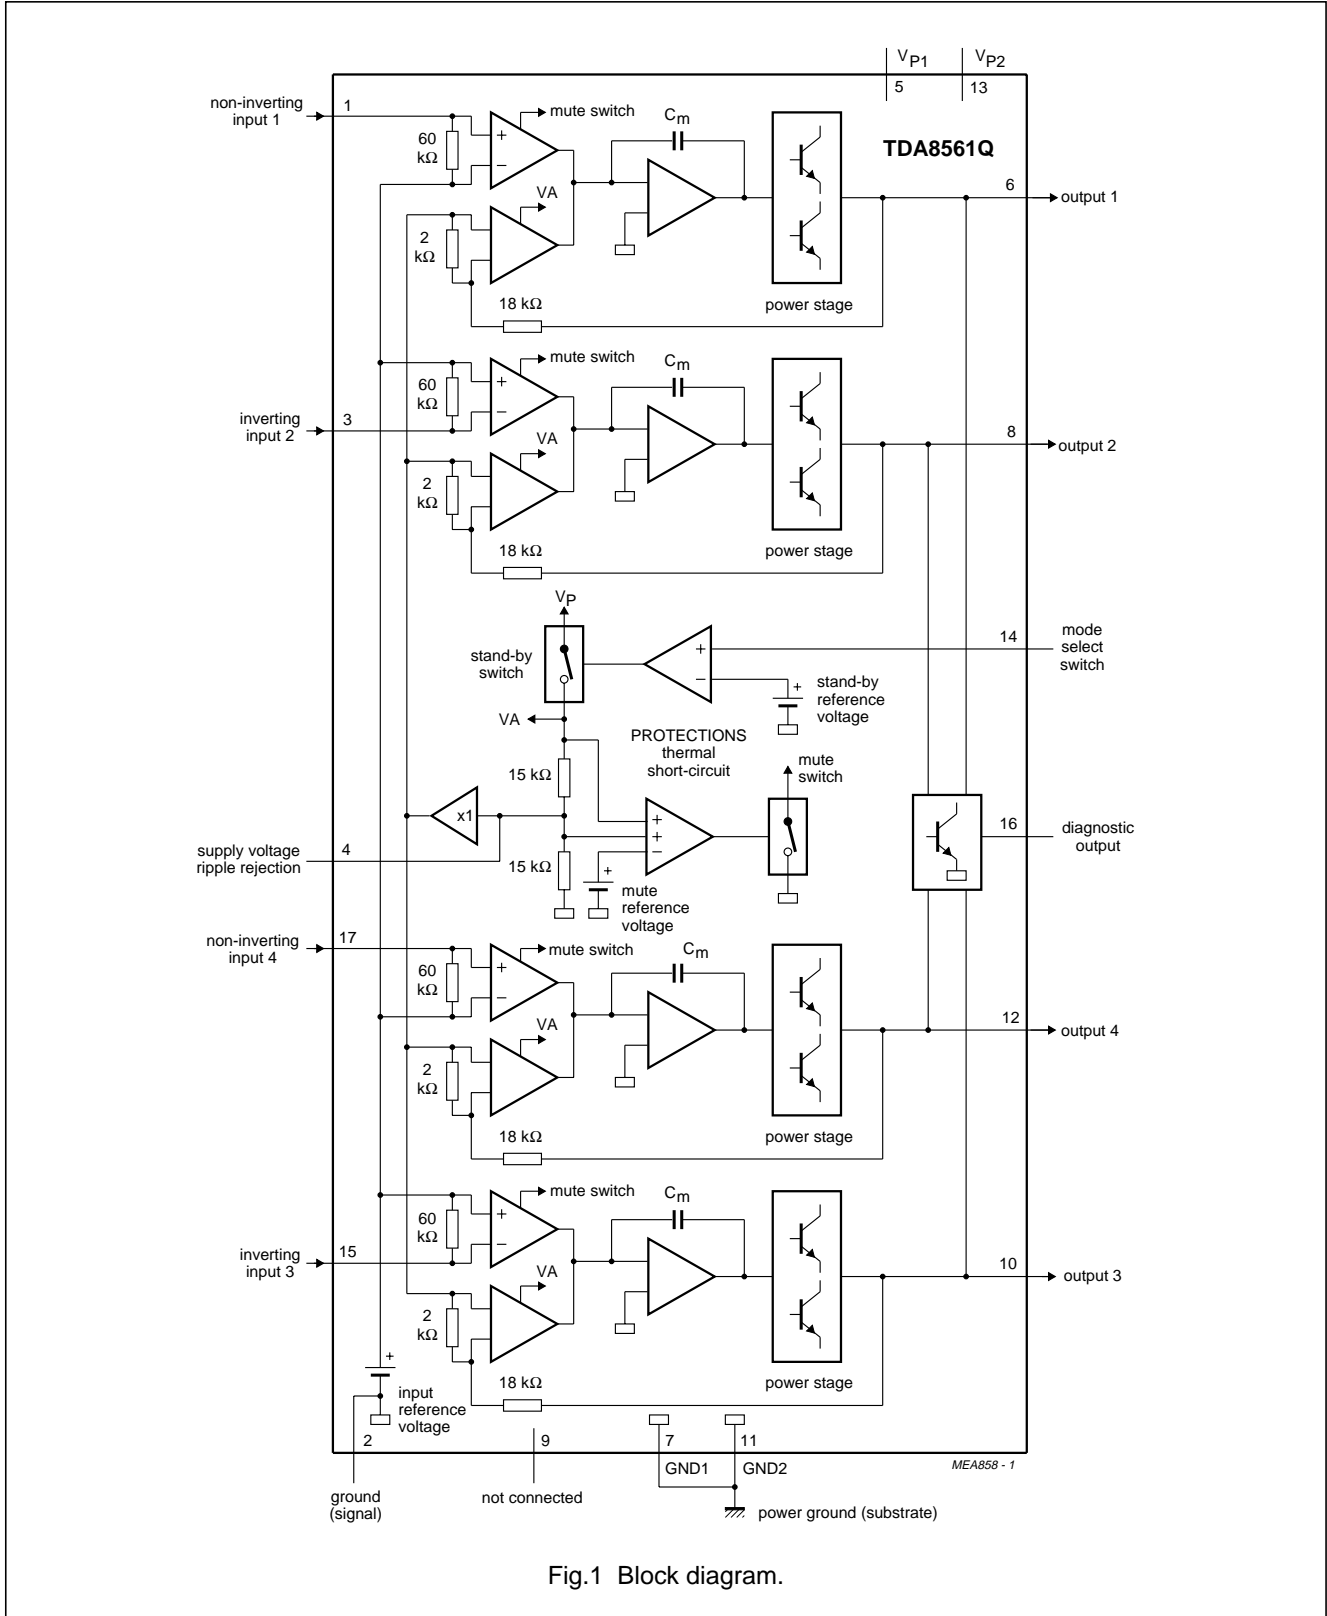 VP1
VP2
5
13
non-inverting
input 1
1
mute switch
Cm
60
kΩ
+
−
TDA8561Q
VA
6
output 1
2
kΩ
18 kΩ
power stage
mute switch
Cm
60
kΩ
+
−
inverting
input 2
3
VA
8
output 2
2
kΩ
18 kΩ
power stage
VP
stand-by
switch
+
−
14
mode
select
switch
+
stand-by
reference
voltage
VA
PROTECTIONS
thermal
short-circuit
mute
switch
15 kΩ
x1
+
+
−
16
diagnostic
output
supply voltage
ripple rejection
4
15 kΩ
+
mute
reference
voltage
non-inverting
input 4
17
mute switch
Cm
60
kΩ
+
−
VA
12
output 4
2
kΩ
18 kΩ
power stage
mute switch
Cm
60
kΩ
+
−
inverting
input 3
15
VA
10
output 3
2
kΩ
18 kΩ
power stage
+
input
reference
voltage
2
9
7
11
GND1
GND2
MEA858 - 1
ground
(signal)
not connected
power ground (substrate)
Fig.1 Block diagram.